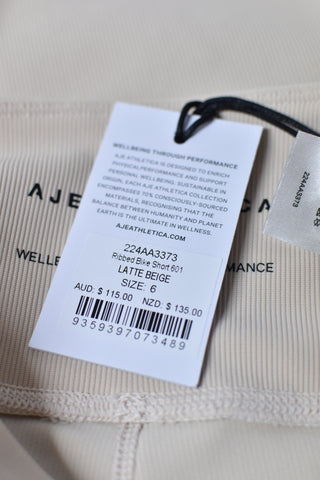 WELLBEING THROUGH PERFORMANCE
AJE ATHLETICA IS DESIGNED TO ENRICH
PHYSICAL PERFORMANCE AND SUPPORT
PERSONAL WELLBEING. SUSTAINABLE IN
ORIGIN, EACH AJE ATHLETICA COLLECTION
ENCOMPASSES 70% CONSCIOUSLY-SOURCED
MATERIALS, RECOGNISING THAT THE
BALANCE BETWEEN HUMANITY AND PLANET
EARTH IS THE ULTIMATE IN WELLNESS.
AJEATHLETICA.COM
224AA3373
Ribbed Bike Short 601
LATTE BEIGE
SIZE: 6
AUD: $ 115.00 NZD: $ 135.00
9359397073489
AJE
CA
WELLB
MANCE
224AA3373